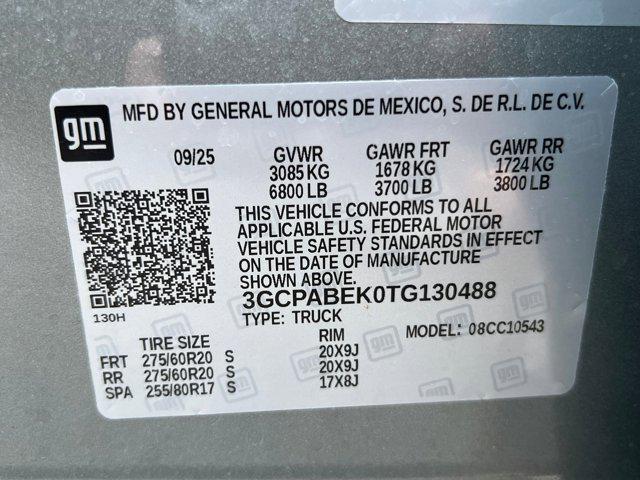 gm
MFD BY GENERAL MOTORS DE MEXICO, S. DE R.L. DE C.V.
09/25 GVWR GAWR FRT GAWR RR
3085 KG 1678 KG 1724 KG
6800 LB 3700 LB 3800 LB
THIS VEHICLE CONFORMS TO ALL
APPLICABLE U.S. FEDERAL MOTOR
VEHICLE SAFETY STANDARDS IN EFFECT
ON THE DATE OF MANUFACTURE
SHOWN ABOVE.
130H 3GCPABEK0TG130488
TYPE: TRUCK MODEL: 08CC10543
TIRE SIZE RIM
FRT 275/60R20 S 20X9J
RR 275/60R20 S 20X9J
SPA 255/80R17 S 17X8J